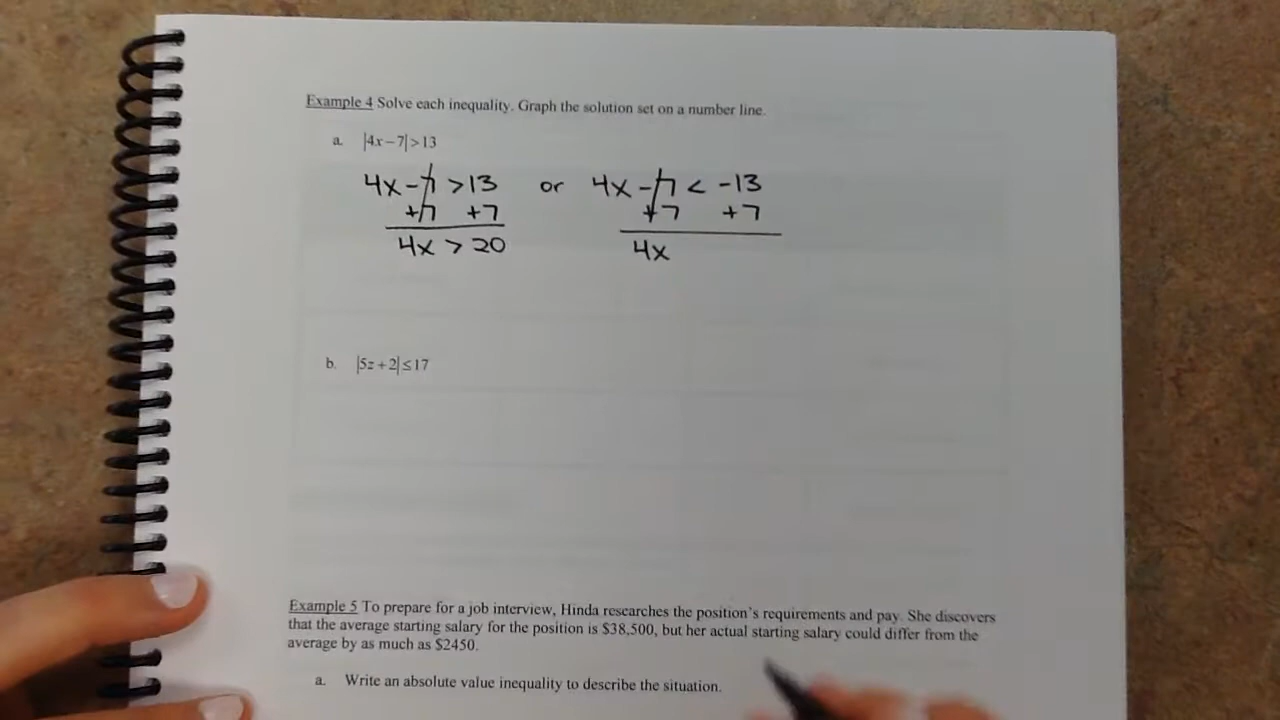 Example 4 Solve each inequality. Graph the solution set on a number line.
a. |4x-7|>13
4x-7 >13 or 4x-7 < -13
+7 +7 +7 +7
4x > 20 4x
b. |5z+2|≤17
Example 5 To prepare for a job interview, Hinda researches the position's requirements and pay. She discovers
that the average starting salary for the position is $38,500, but her actual starting salary could differ from the
average by as much as $2450.
a. Write an absolute value inequality to describe the situation.